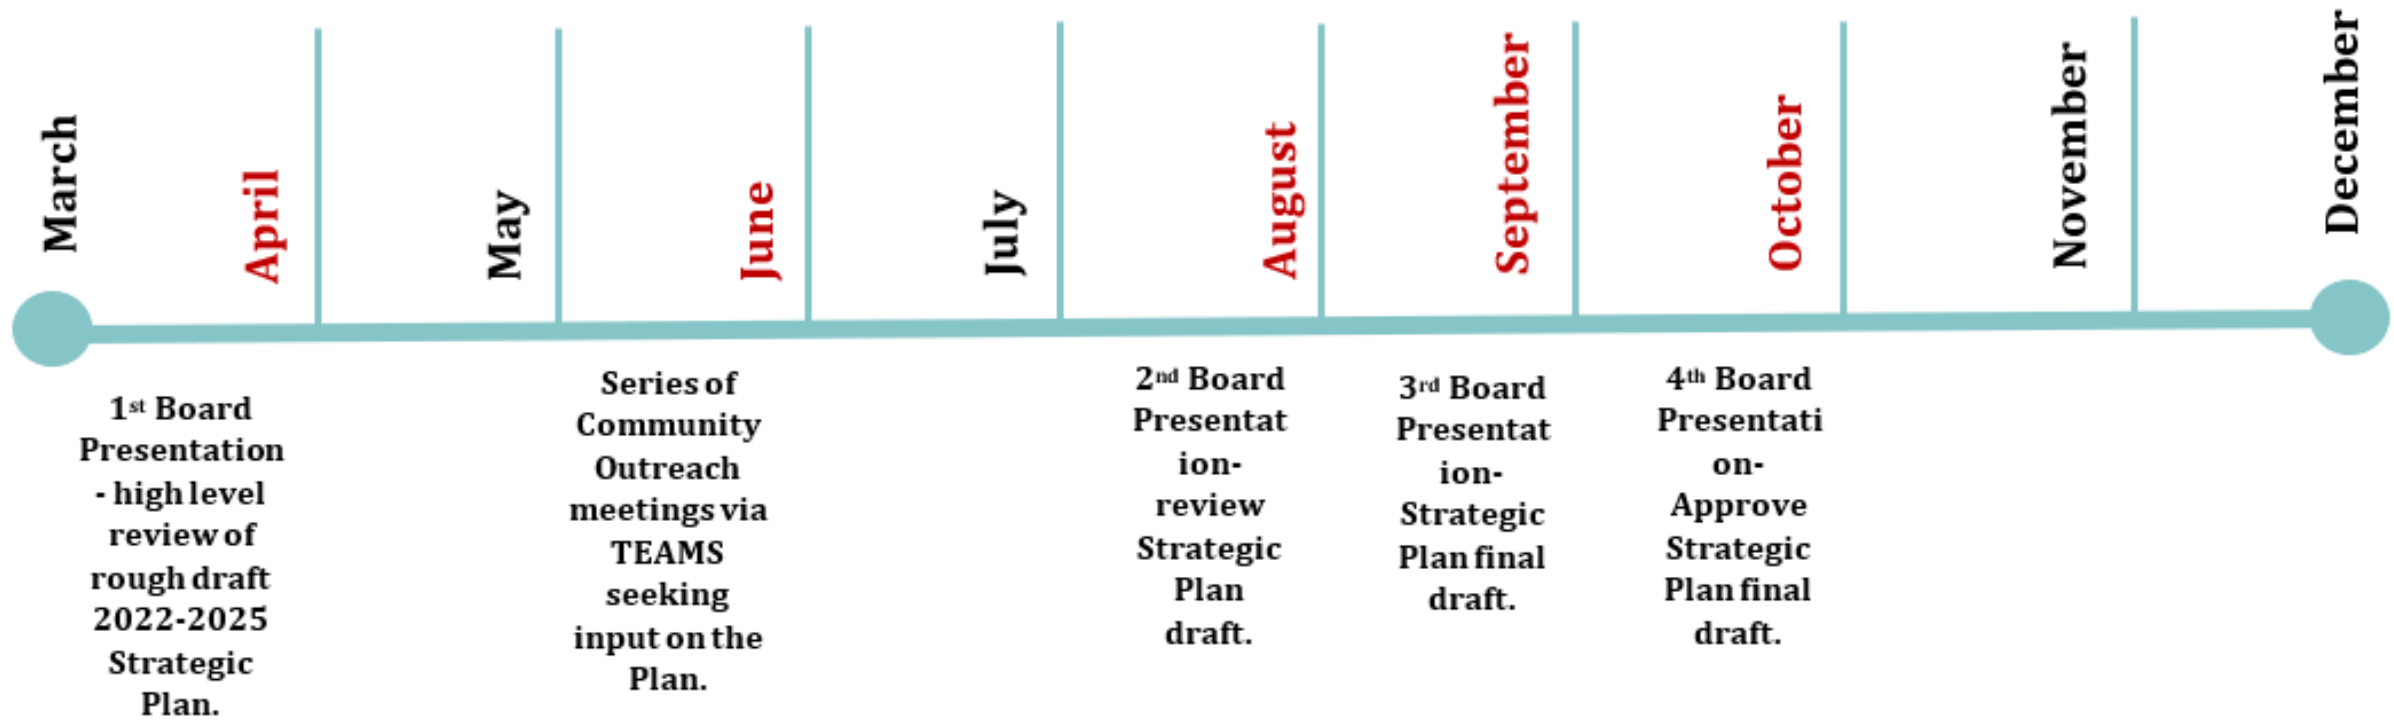 March
April
May
June
July
August
September
October
November
December
1st Board
Presentation
- high level
review of
rough draft
2022-2025
Strategic
Plan.
Series of
Community
Outreach
meetings via
TEAMS
seeking
input on the
Plan.
2nd Board
Presentat
ion-
review
Strategic
Plan
draft.
3rd Board
Presentat
ion-
Strategic
Plan final
draft.
4th Board
Presentati
on-
Approve
Strategic
Plan final
draft.